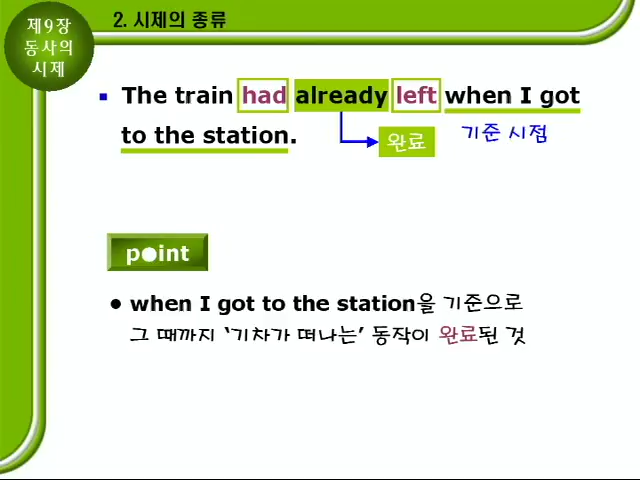 제9장
동사의
시제
2. 시제의 종류
The train had already left when I got
to the station.
완료
기준 시점
point
when I got to the station을 기준으로
그 때까지 ‘기차가 떠나는’ 동작이 완료된 것